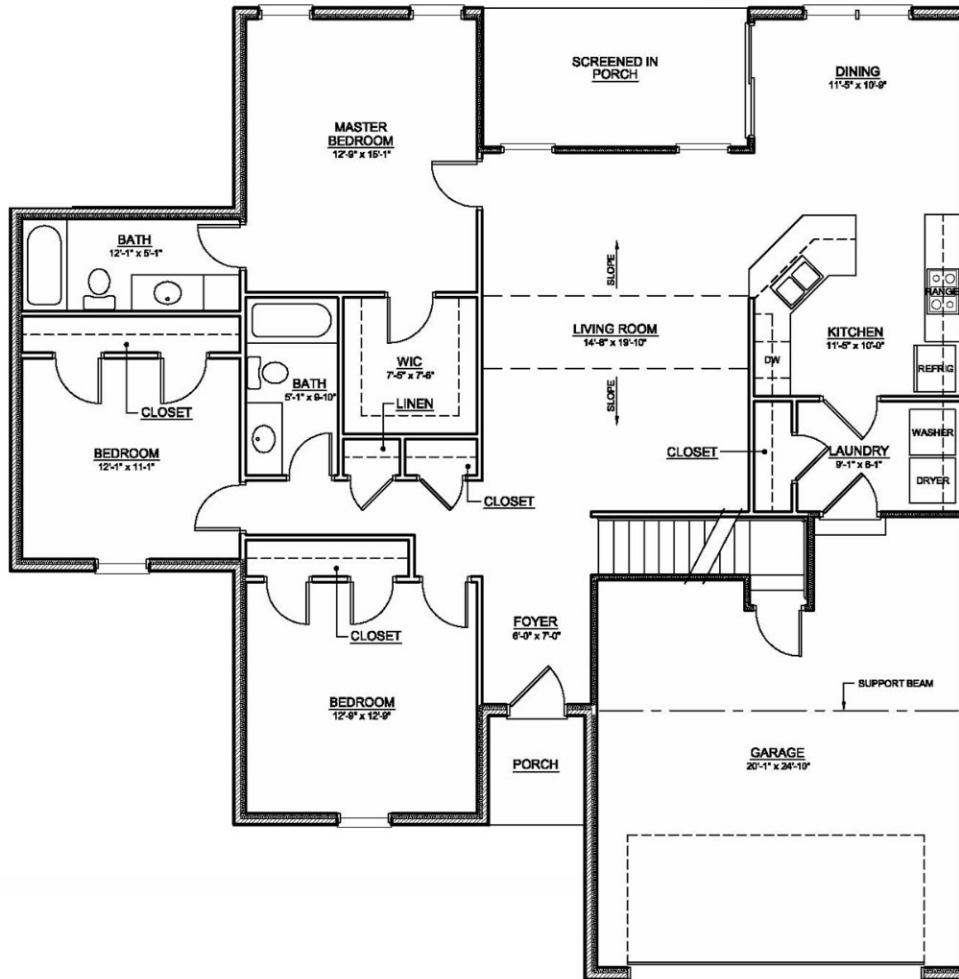 SCREENED IN
PORCH
DINING
11'-5" x 10'-9"
MASTER
BEDROOM
12'-9" x 15'-1"
BATH
12'-1" x 5'-1"
SLOPE
RANGE
LIVING ROOM
14'-6" x 19'-10"
KITCHEN
11'-5" x 10'-0"
DW
REFRIG
WIC
7'-5" x 7'-6"
BATH
5'-1" x 9'-10"
LINEN
SLOPE
CLOSET
BEDROOM
12'-1" x 11'-1"
CLOSET
LAUNDRY
9'-1" x 6'-1"
WASHER
DRYER
CLOSET
FOYER
6'-0" x 7'-0"
CLOSET
BEDROOM
12'-9" x 12'-9"
SUPPORT BEAM
PORCH
GARAGE
20'-1" x 24'-10"